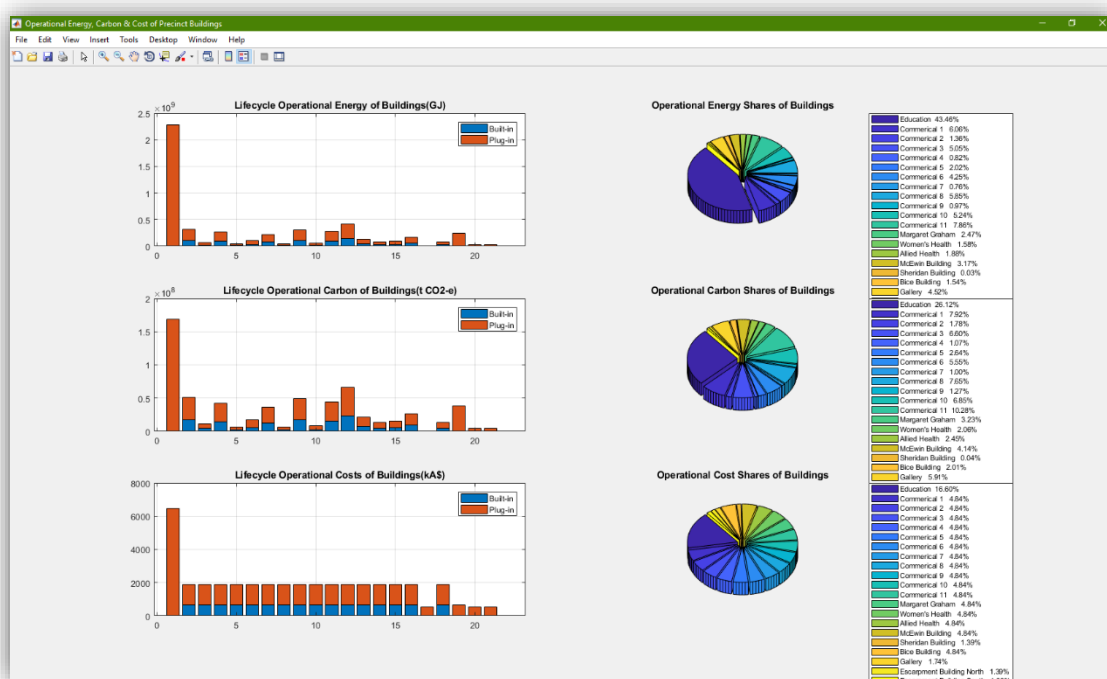 Operational Energy, Carbon & Cost of Precinct Buildings
File Edit View Insert Tools Desktop Window Help
Lifecycle Operational Energy of Buildings(GJ)
×10^9
2.5
2
1.5
1
0.5
0
0 5 10 15 20
Built-in
Plug-in
Operational Energy Shares of Buildings
Education 43.46%
Commerical 1 6.06%
Commerical 2 1.36%
Commerical 3 5.05%
Commerical 4 0.82%
Commerical 5 2.02%
Commerical 6 4.25%
Commerical 7 0.76%
Commerical 8 5.85%
Commerical 9 0.97%
Commerical 10 5.24%
Commerical 11 7.86%
Margaret Graham 2.47%
Women's Health 1.58%
Allied Health 1.88%
McEwin Building 3.17%
Sheridan Building 0.03%
Bice Building 1.54%
Gallery 4.52%
Lifecycle Operational Carbon of Buildings(t CO2-e)
2
1.5
1
0.5
0
0 5 10 15 20
Built-in
Plug-in
Operational Carbon Shares of Buildings
Education 26.12%
Commerical 1 7.92%
Commerical 2 1.78%
Commerical 3 6.60%
Commerical 4 1.07%
Commerical 5 2.64%
Commerical 6 5.55%
Commerical 7 1.00%
Commerical 8 7.65%
Commerical 9 1.27%
Commerical 10 6.85%
Commerical 11 10.28%
Margaret Graham 3.23%
Women's Health 2.06%
Allied Health 2.45%
McEwin Building 4.14%
Sheridan Building 0.04%
Bice Building 2.01%
Gallery 5.91%
Lifecycle Operational Costs of Buildings(kA$)
8000
6000
4000
2000
0
0 5 10 15 20
Built-in
Plug-in
Operational Cost Shares of Buildings
Education 16.60%
Commerical 1 4.84%
Commerical 2 4.84%
Commerical 3 4.84%
Commerical 4 4.84%
Commerical 5 4.84%
Commerical 6 4.84%
Commerical 7 4.84%
Commerical 8 4.84%
Commerical 9 4.84%
Commerical 10 4.84%
Commerical 11 4.84%
Margaret Graham 4.84%
Women's Health 4.84%
Allied Health 4.84%
McEwin Building 4.84%
Sheridan Building 1.39%
Bice Building 4.84%
Gallery 1.74%
Escarpment Building North 1.39%